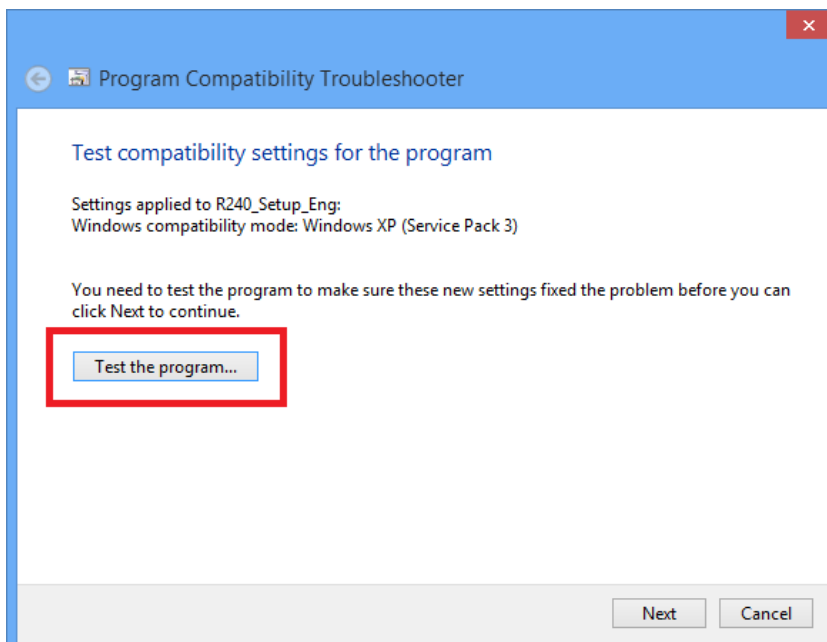 Program Compatibility Troubleshooter
Test compatibility settings for the program
Settings applied to R240_Setup_Eng:
Windows compatibility mode: Windows XP (Service Pack 3)
You need to test the program to make sure these new settings fixed the problem before you can
click Next to continue.
Test the program...
Next
Cancel